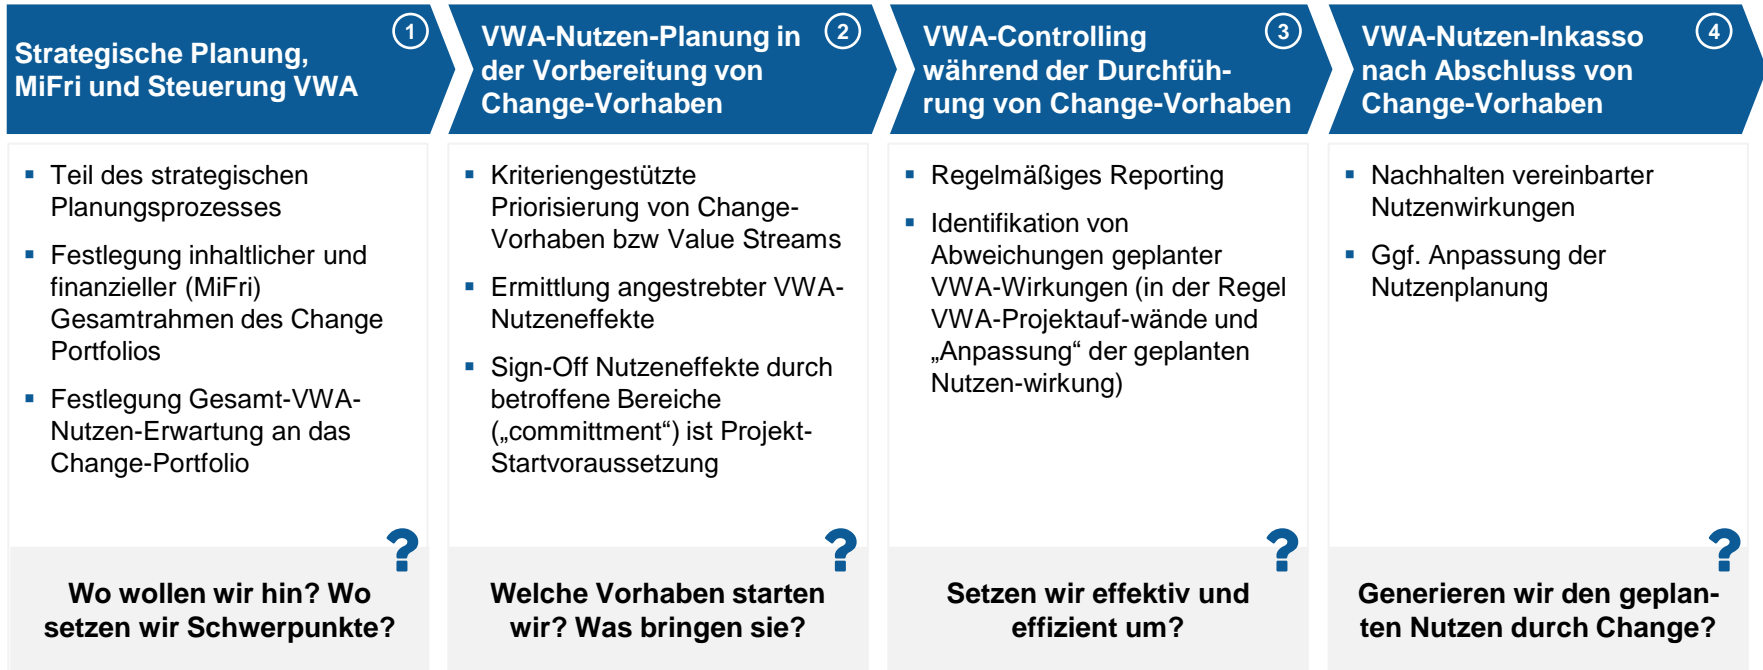 Strategische Planung,
MiFri und Steuerung VWA
1
Teil des strategischen
Planungsprozesses
Festlegung inhaltlicher und
finanzieller (MiFri)
Gesamtrahmen des Change
Portfolios
Festlegung Gesamt-VWA-
Nutzen-Erwartung an das
Change-Portfolio
?
Wo wollen wir hin? Wo
setzen wir Schwerpunkte?
VWA-Nutzen-Planung in
der Vorbereitung von
Change-Vorhaben
2
Kriteriengestützte
Priorisierung von Change-
Vorhaben bzw Value Streams
Ermittlung angestrebter VWA-
Nutzeneffekte
Sign-Off Nutzeneffekte durch
betroffene Bereiche
(„committment“) ist Projekt-
Startvoraussetzung
?
Welche Vorhaben starten
wir? Was bringen sie?
VWA-Controlling
während der Durchfüh-
rung von Change-Vorhaben
3
Regelmäßiges Reporting
Identifikation von
Abweichungen geplanter
VWA-Wirkungen (in der Regel
VWA-Projektauf-wände und
„Anpassung“ der geplanten
Nutzen-wirkung)
?
Setzen wir effektiv und
effizient um?
VWA-Nutzen-Inkasso
nach Abschluss von
Change-Vorhaben
4
Nachhalten vereinbarter
Nutzenwirkungen
Ggf. Anpassung der
Nutzenplanung
?
Generieren wir den geplan-
ten Nutzen durch Change?